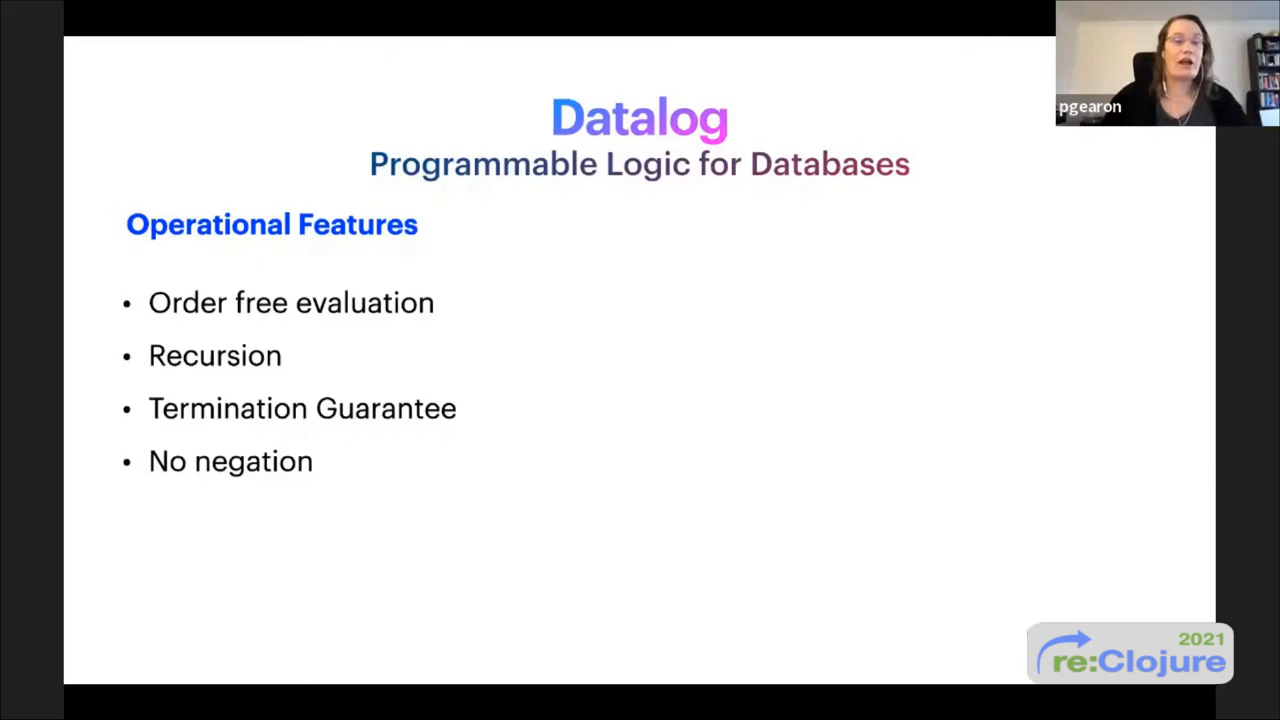 Datalog
Programmable Logic for Databases
Operational Features
• Order free evaluation
• Recursion
• Termination Guarantee
• No negation
pgearon
2021
re:Clojure